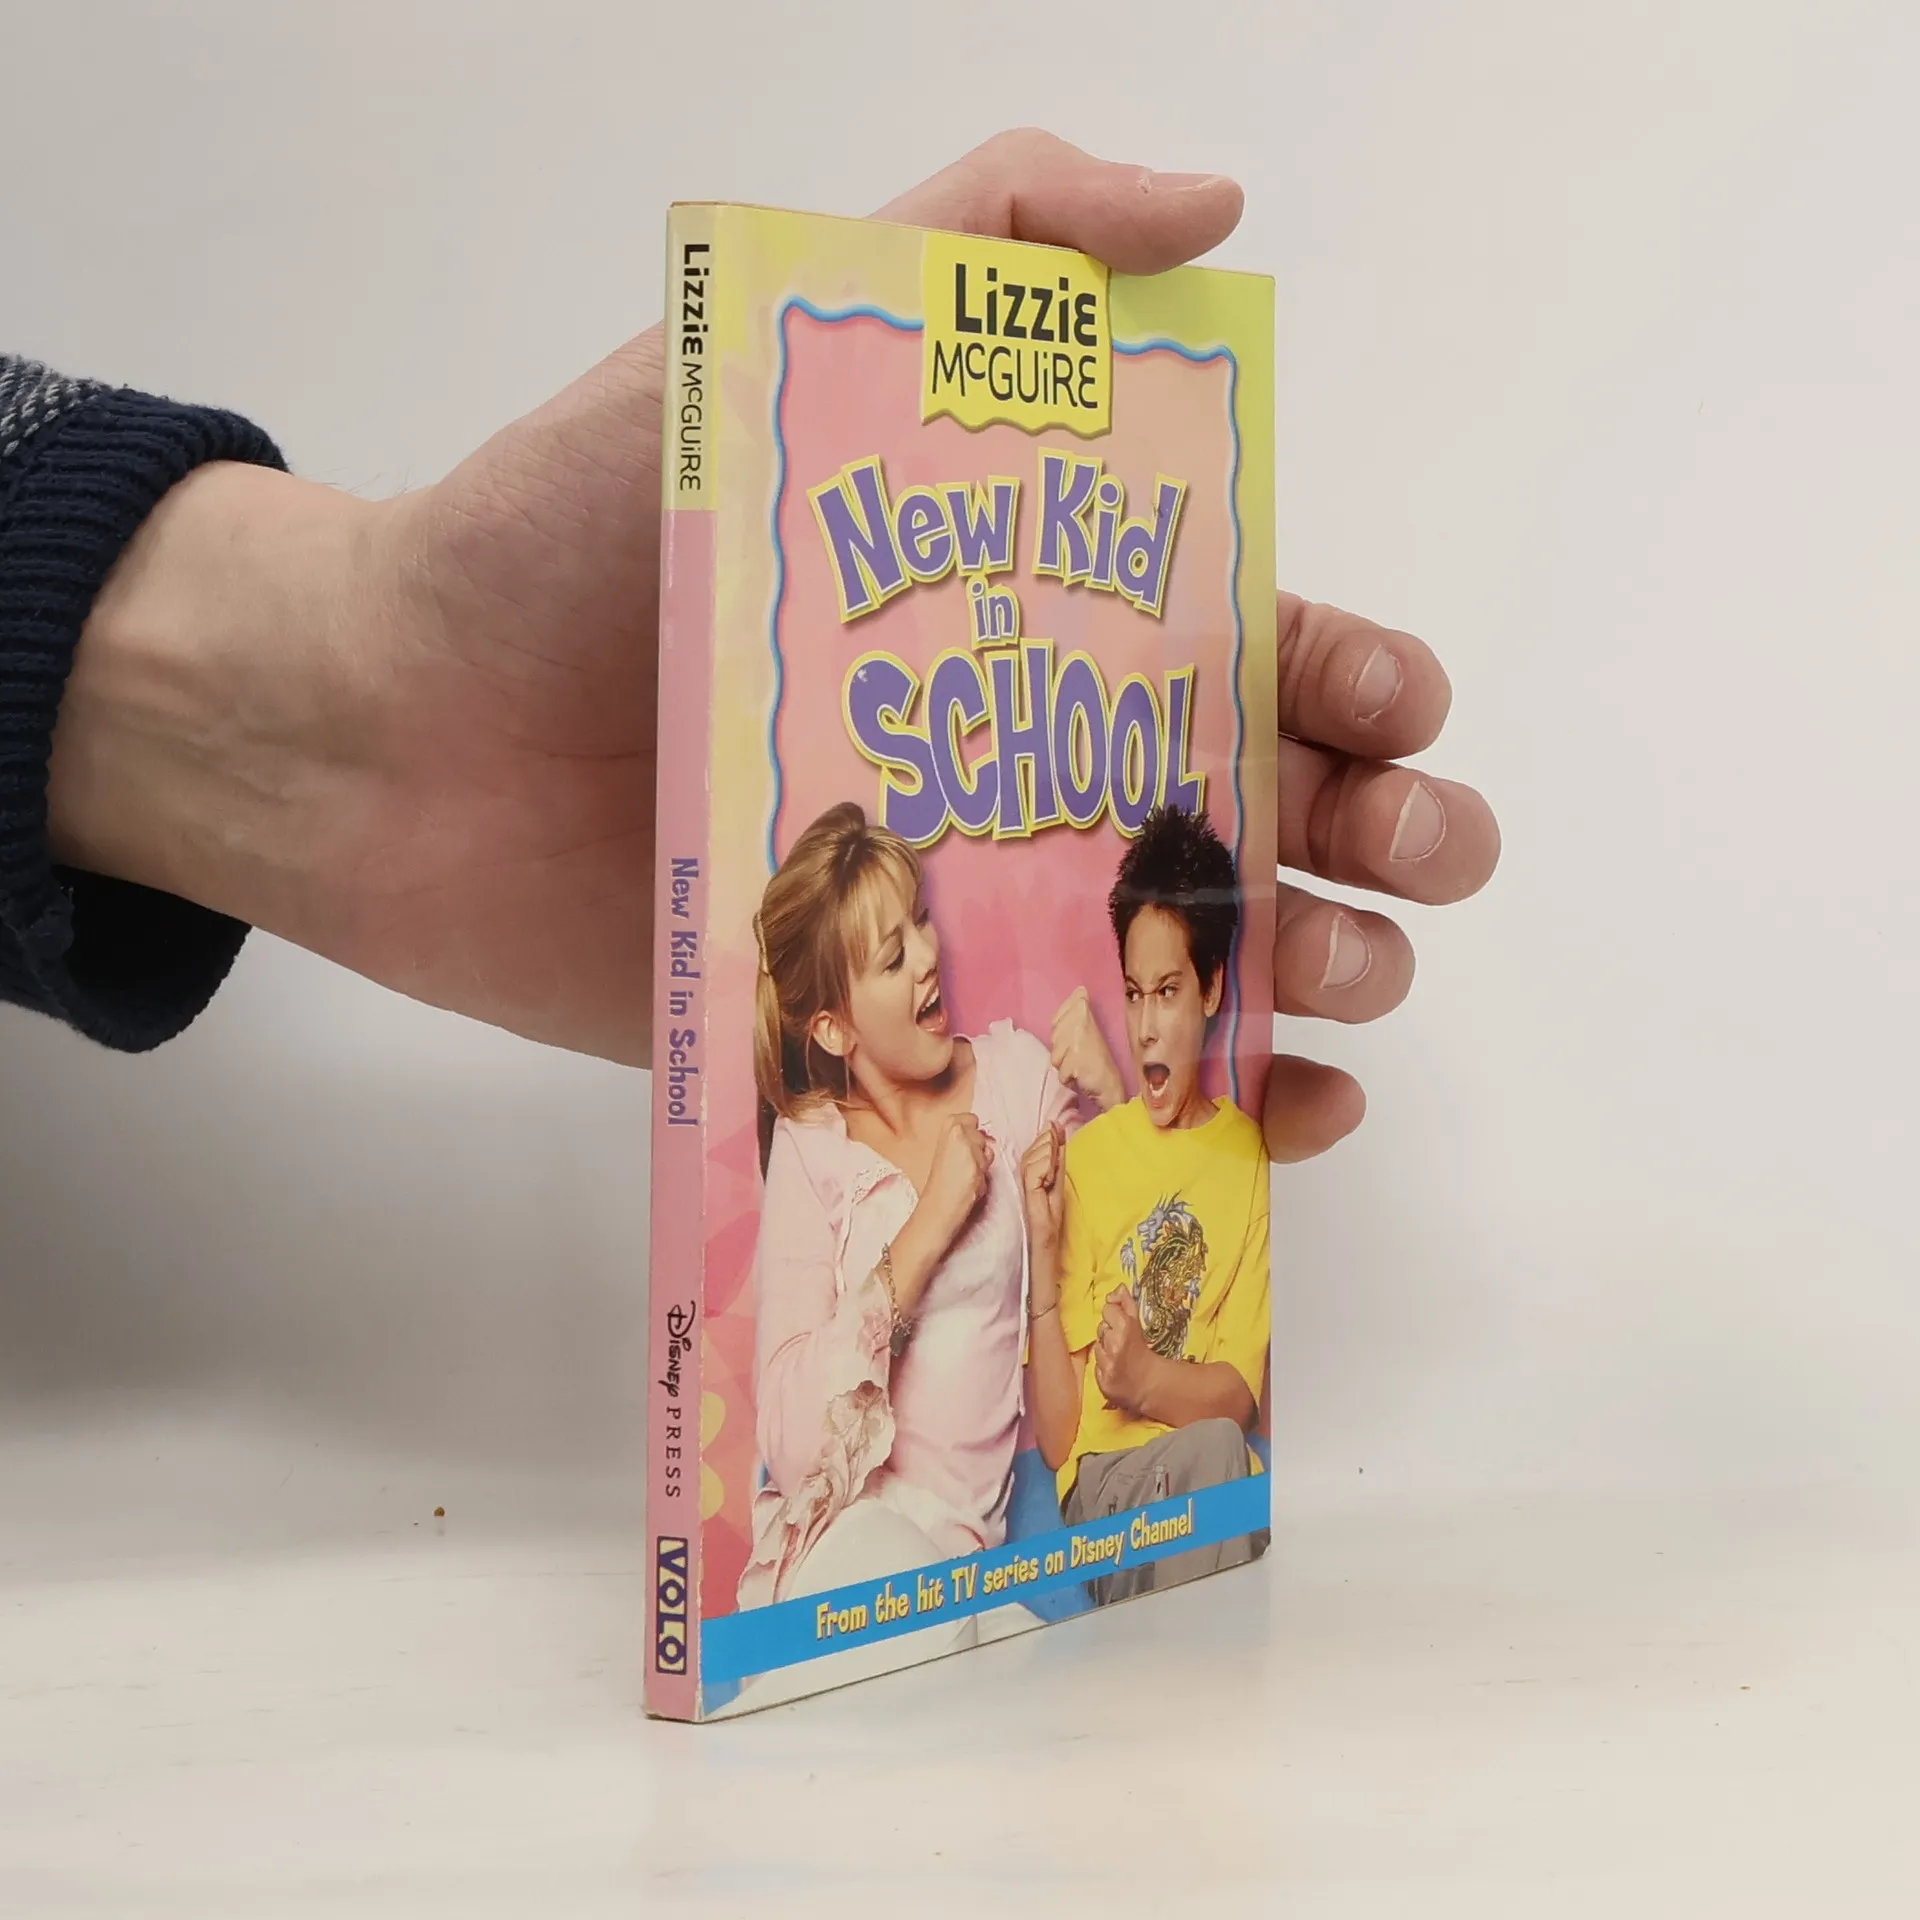 Lizzie McGUiRE
New Kid in School
Disney PRESS
VOLO
Lizzie
McGUiRE
New Kid
in
SCHOOL
From the hit TV series on Disney Channel